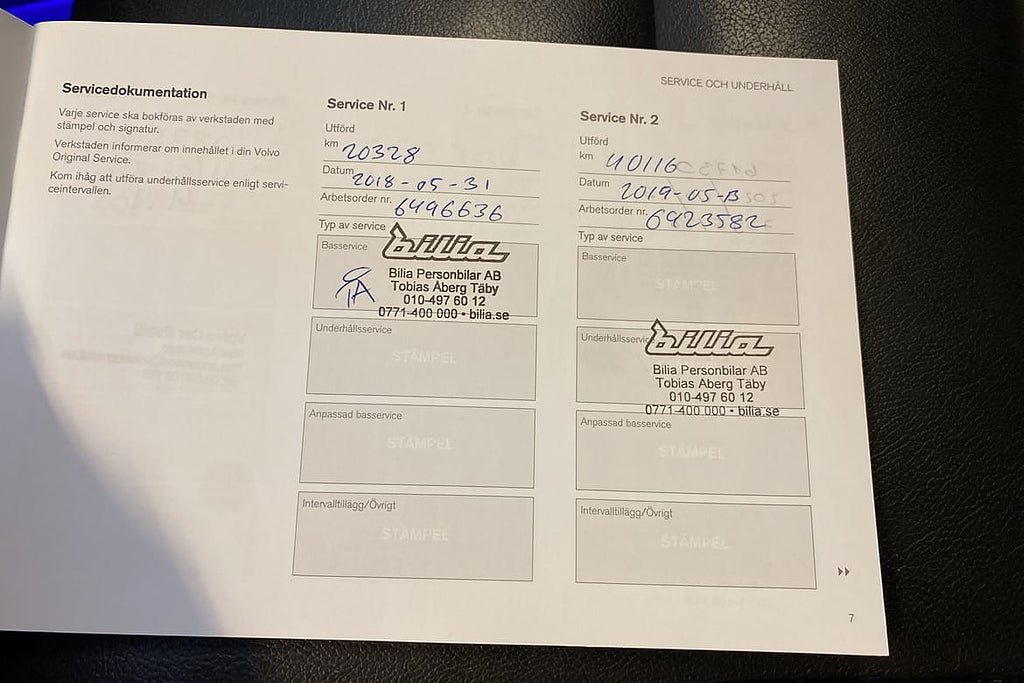 SERVICE OCH UNDERHÅLL
Servicedokumentation
Varje service ska bokföras av verkstaden med
stämpel och signatur.
Verkstaden informerar om innehållet i din Volvo
Original Service.
Kom ihåg att utföra underhållsservice enligt servi-
ceintervallen.
Service Nr. 1
Utförd
km 20328
Datum 2018-05-31
Arbetsorder nr. 6496636
Typ av service
Basservice
bilia
Bilia Personbilar AB
Tobias Åberg Täby
010-497 60 12
0771-400 000 • bilia.se
TA
Underhållsservice
STÄMPEL
Anpassad basservice
STÄMPEL
Intervalltillägg/Övrigt
STÄMPEL
Service Nr. 2
Utförd
km 40116
Datum 2019-05-13
Arbetsorder nr. 6923582
Typ av service
Basservice
STÄMPEL
Underhållsservice
bilia
Bilia Personbilar AB
Tobias Åberg Täby
010-497 60 12
0771-400 000 • bilia.se
Anpassad basservice
STÄMPEL
Intervalltillägg/Övrigt
STÄMPEL
7